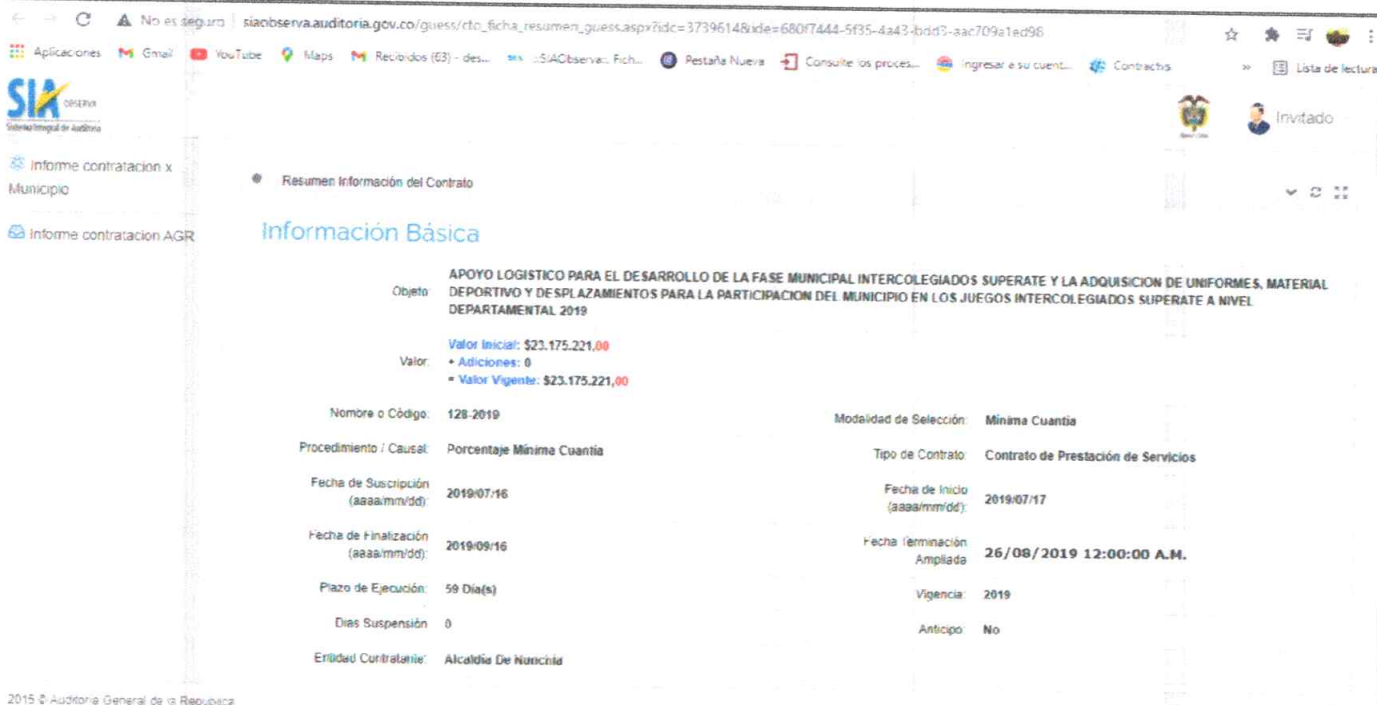 No es seguro | siaobserva.auditoria.gov.co/guess/cto_ficha_resumen_guess.aspx?idc=3739614&ide=680f7444-5f35-4a43-bdd3-aac709a1ed98
Aplicaciones Gmail YouTube Maps Recibidos (63) - des... ::SIAObserva:. Fich... Pestaña Nueva Consulte los proces... Ingresar a su cuent... Contractvs » Lista de lectura
SIA OBSERVA
Sistema Integral de Auditoria
Invitado
Informe contratacion x
Municipio
Informe contratacion AGR
Resumen Información del Contrato
Información Básica
Objeto APOYO LOGISTICO PARA EL DESARROLLO DE LA FASE MUNICIPAL INTERCOLEGIADOS SUPERATE Y LA ADQUISICION DE UNIFORMES, MATERIAL
DEPORTIVO Y DESPLAZAMIENTOS PARA LA PARTICIPACION DEL MUNICIPIO EN LOS JUEGOS INTERCOLEGIADOS SUPERATE A NIVEL
DEPARTAMENTAL 2019
Valor Inicial: $23.175.221,00
Valor: + Adiciones: 0
= Valor Vigente: $23.175.221,00
Nombre o Código: 128-2019 Modalidad de Selección: Mínima Cuantía
Procedimiento / Causal: Porcentaje Mínima Cuantía Tipo de Contrato: Contrato de Prestación de Servicios
Fecha de Suscripción
(aaaa/mm/dd): 2019/07/16
Fecha de Inicio
(aaaa/mm/dd): 2019/07/17
Fecha de Finalización
(aaaa/mm/dd): 2019/09/16
Fecha Terminación
Ampliada 26/08/2019 12:00:00 A.M.
Plazo de Ejecución: 59 Día(s) Vigencia: 2019
Dias Suspensión 0 Anticipo: No
Entidad Contratante: Alcaldía De Nunchía
2015 © Auditoria General de la Republica